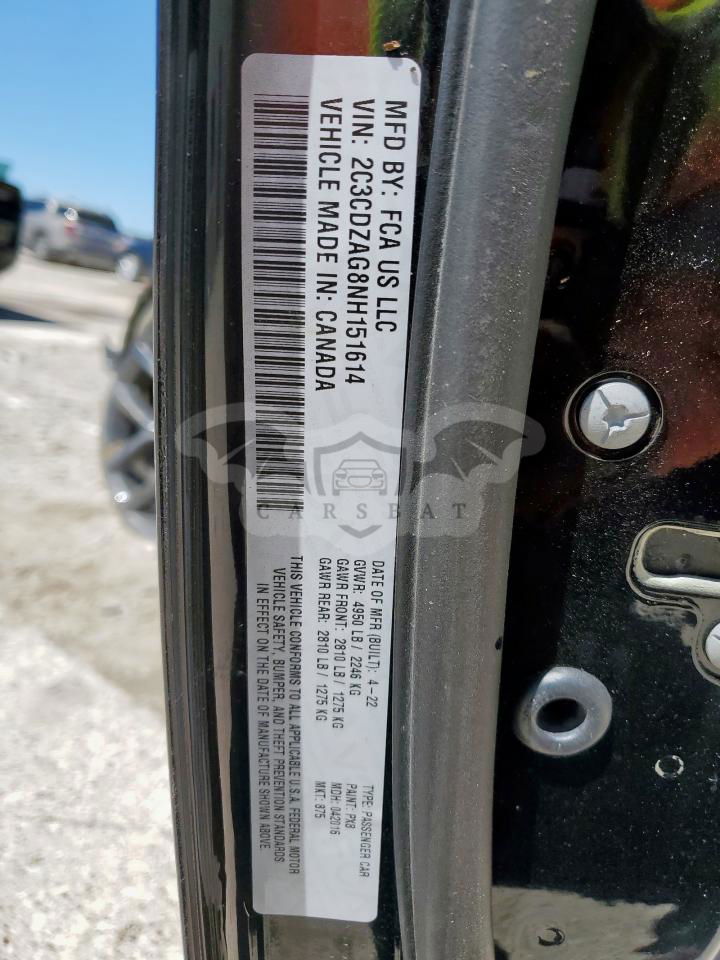 MFD BY: FCA US LLC
VIN: 2C3CDZAG8NH151614
VEHICLE MADE IN: CANADA
CARSBAT
DATE OF MFR (BUILT): 4-22
GVWR: 4950 LB / 2246 KG
GAWR FRONT: 2810 LB / 1275 KG
GAWR REAR: 2810 LB / 1275 KG
TYPE: PASSENGER CAR
PAINT: PX8
MDH: 042016
MKT: 875
THIS VEHICLE CONFORMS TO ALL APPLICABLE U.S.A. FEDERAL MOTOR
VEHICLE SAFETY, BUMPER, AND THEFT PREVENTION STANDARDS
IN EFFECT ON THE DATE OF MANUFACTURE SHOWN ABOVE.